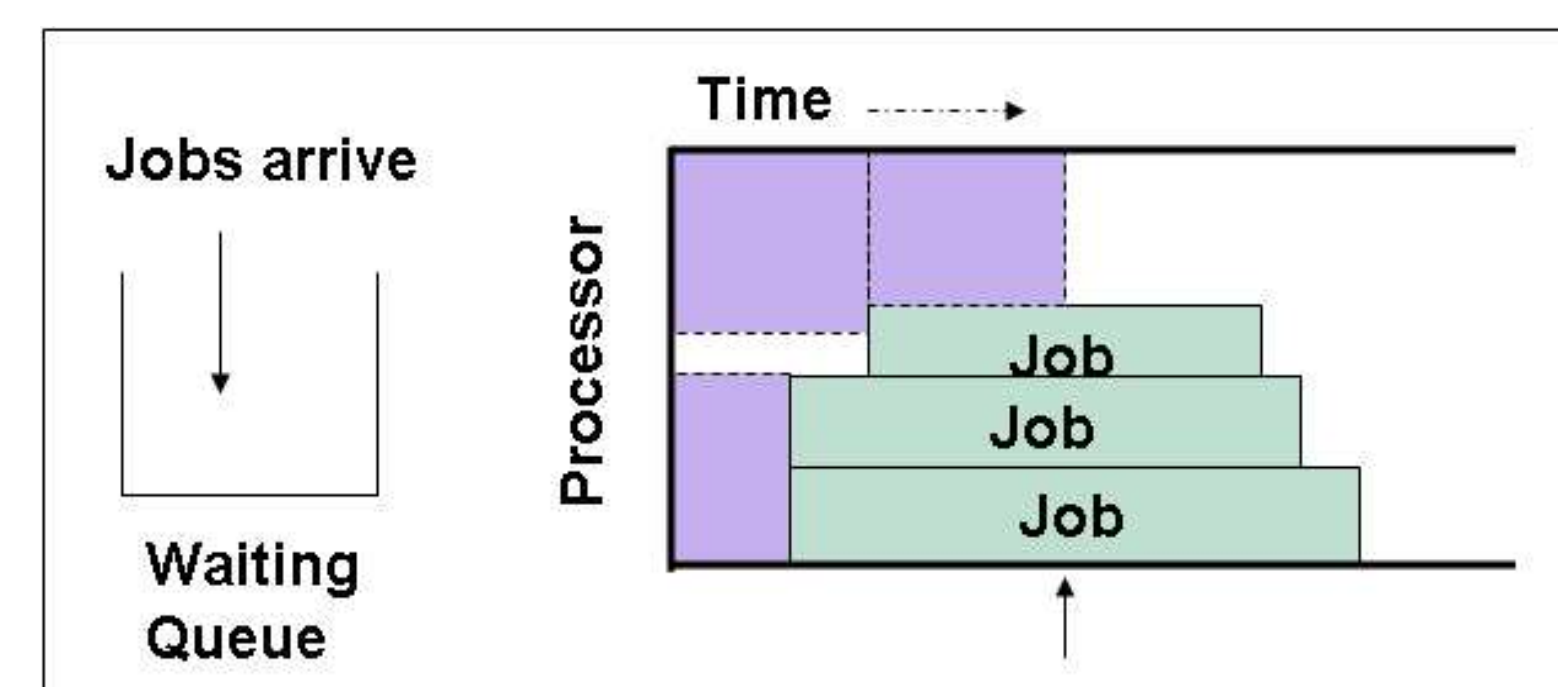 Time
Jobs arrive
Processor
Job
Job
Job
Waiting
Queue